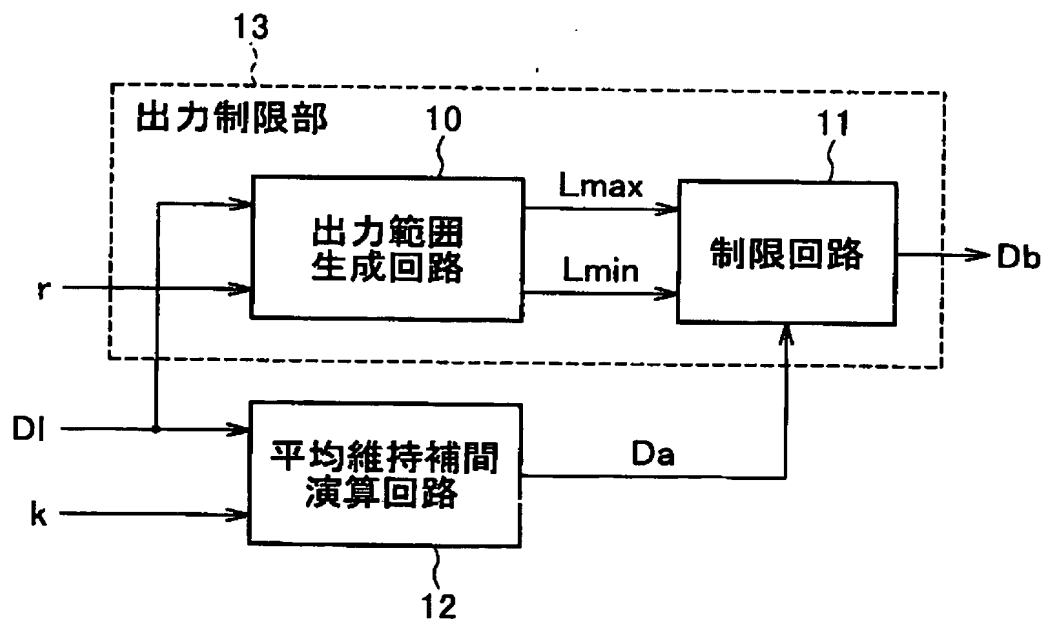 13
出力制限部
10
11
出力範囲
生成回路
Lmax
Lmin
制限回路
Db
r
DI
k
平均維持補間
演算回路
Da
12